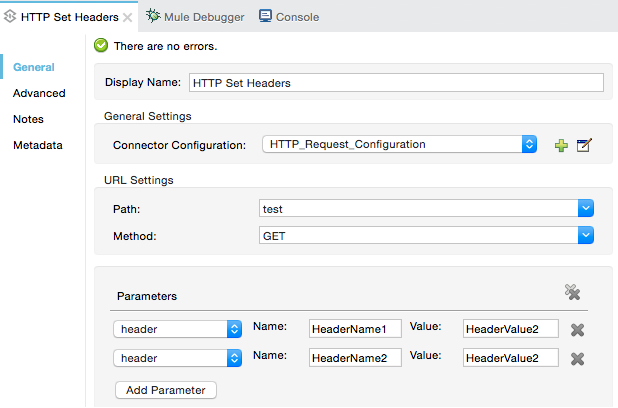 HTTP Set Headers Mule Debugger Console
There are no errors.
General
Advanced
Notes
Metadata
Display Name: HTTP Set Headers
General Settings
Connector Configuration: HTTP_Request_Configuration
URL Settings
Path: test
Method: GET
Parameters
header Name: HeaderName1 Value: HeaderValue2
header Name: HeaderName2 Value: HeaderValue2
Add Parameter